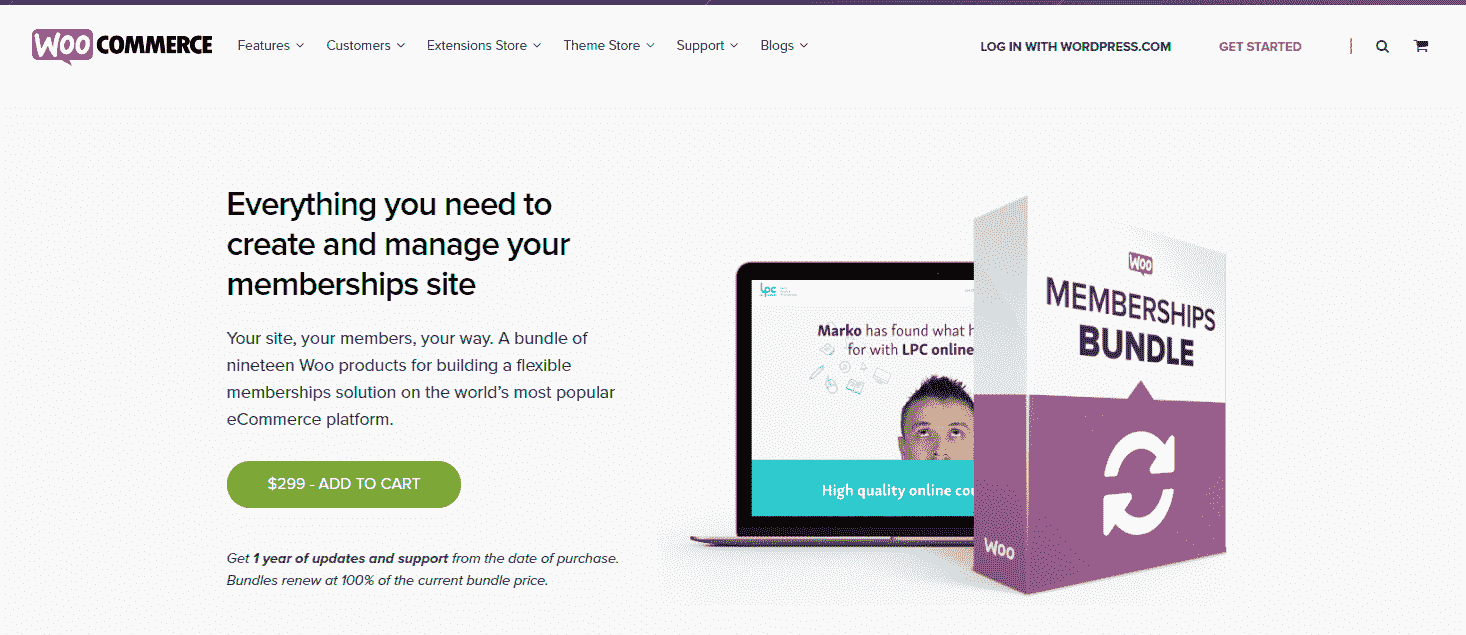 WOO COMMERCE
Features
Customers
Extensions Store
Theme Store
Support
Blogs
LOG IN WITH WORDPRESS.COM
GET STARTED
Everything you need to
create and manage your
memberships site
Your site, your members, your way. A bundle of
nineteen Woo products for building a flexible
memberships solution on the world's most popular
eCommerce platform.
$299 - ADD TO CART
Get 1 year of updates and support from the date of purchase.
Bundles renew at 100% of the current bundle price.
lpc
Marko has found what
for with LPC online
High quality online
WOO
MEMBERSHIPS
BUNDLE
WOO